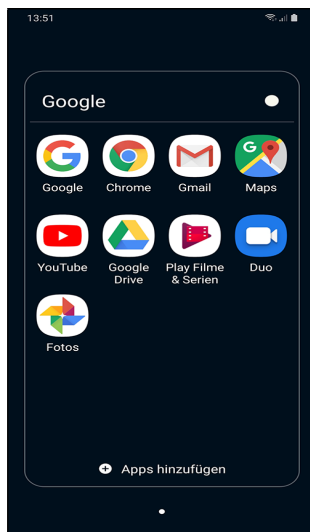 13:51
Google
Google Chrome Gmail Maps
YouTube Google Drive Play Filme & Serien Duo
Fotos
Apps hinzufügen